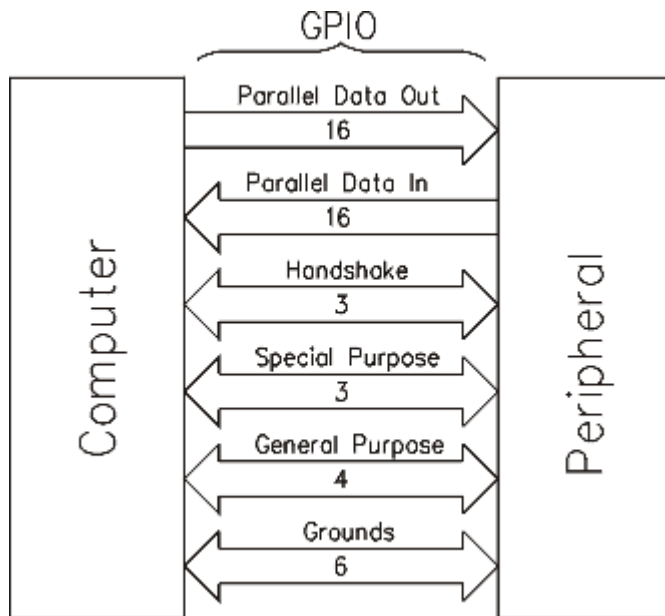 GPIO
Parallel Data Out
16
Parallel Data In
16
Handshake
3
Special Purpose
3
General Purpose
4
Grounds
6
Computer
Peripheral